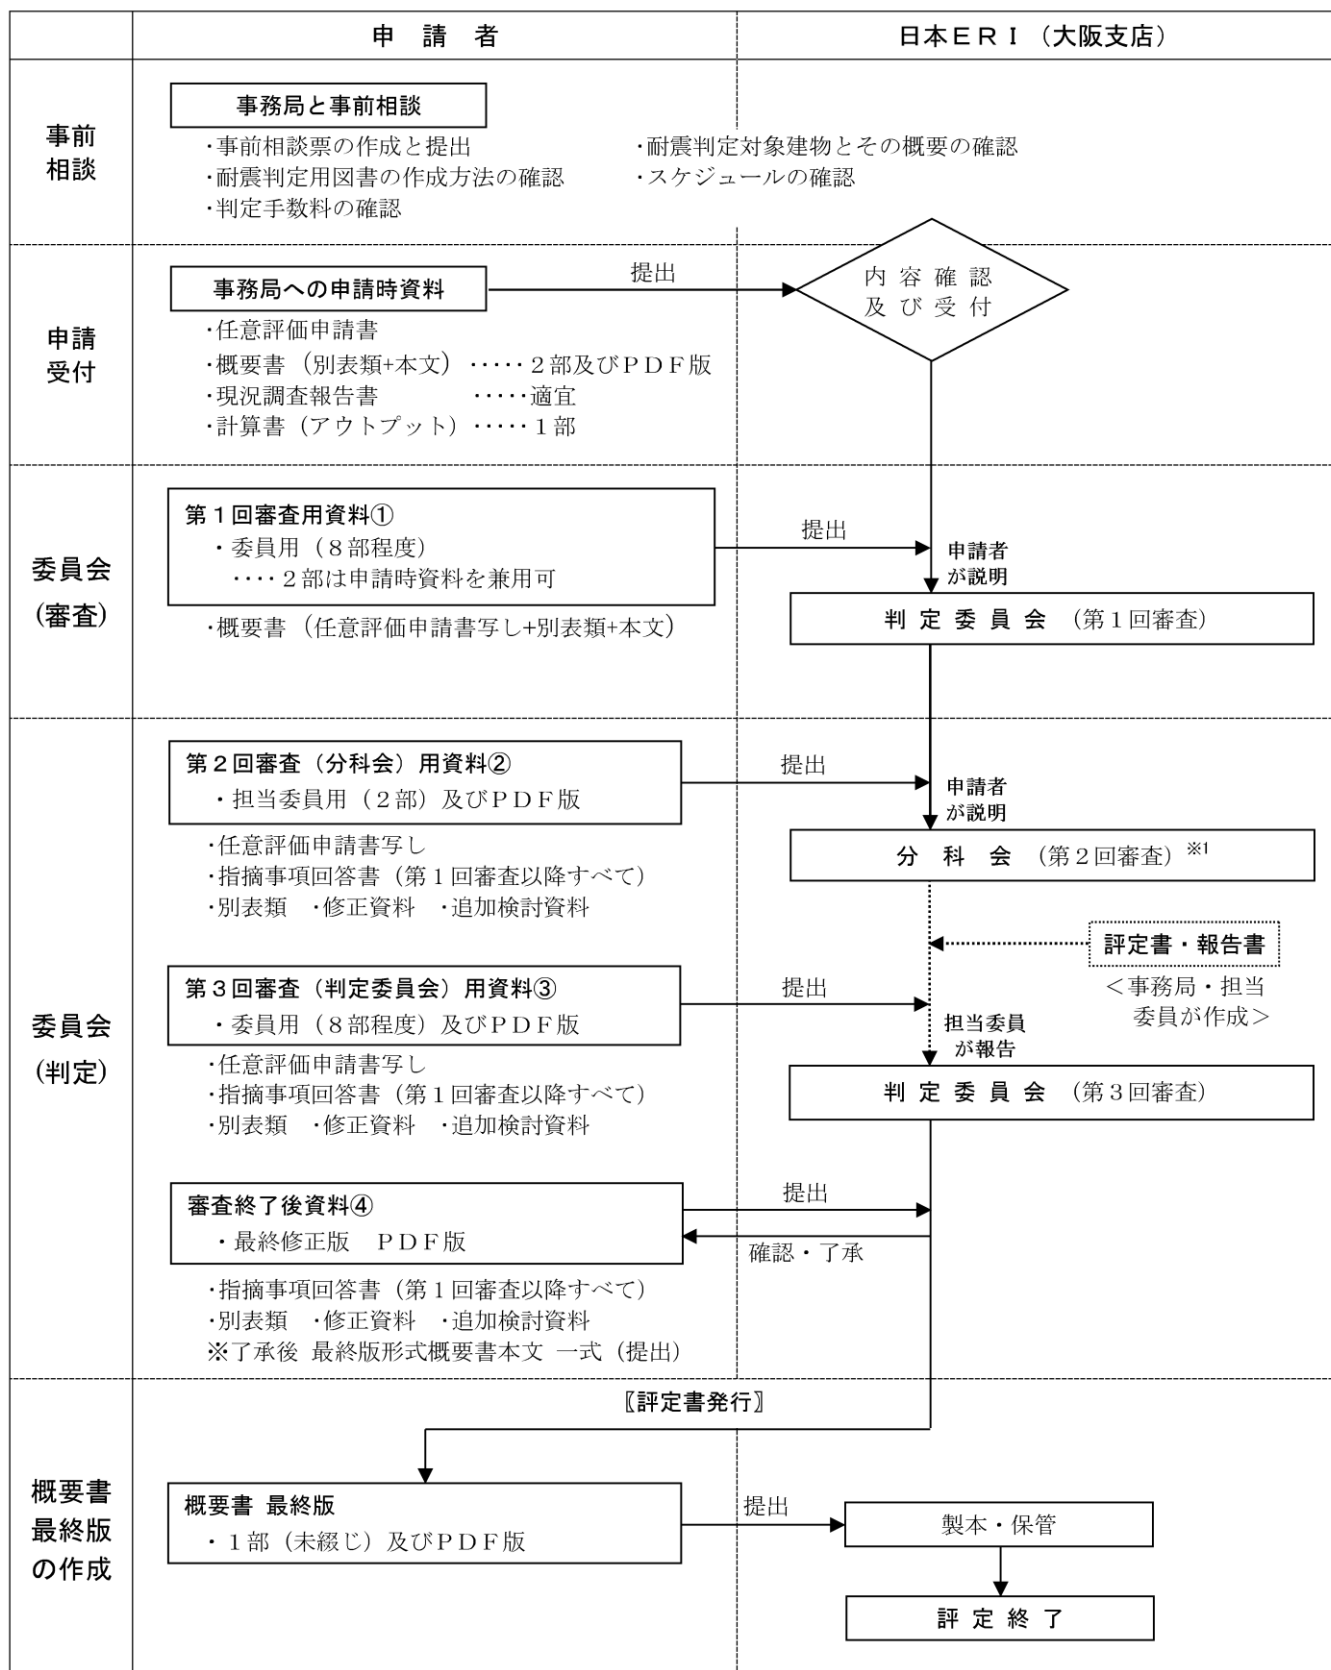 申 請 者
日本ＥＲＩ（大阪支店）
事前
相談
事務局と事前相談
・事前相談票の作成と提出
・耐震判定対象建物とその概要の確認
・耐震判定用図書の作成方法の確認
・スケジュールの確認
・判定手数料の確認
申請
受付
事務局への申請時資料
提出
内 容 確 認
及 び 受 付
・任意評価申請書
・概要書（別表類+本文）・・・・・２部及びＰＤＦ版
・現況調査報告書 ・・・・・適宜
・計算書（アウトプット）・・・・・１部
委員会
(審査)
第１回審査用資料①
・委員用（８部程度）
・・・・２部は申請時資料を兼用可
提出
申請者
が説明
・概要書（任意評価申請書写し+別表類+本文）
判 定 委 員 会 （第１回審査）
委員会
(判定)
第２回審査（分科会）用資料②
・担当委員用（２部）及びＰＤＦ版
提出
申請者
が説明
・任意評価申請書写し
・指摘事項回答書（第１回審査以降すべて）
・別表類 ・修正資料 ・追加検討資料
分 科 会 （第２回審査）※1
評定書・報告書
＜事務局・担当
委員が作成＞
第３回審査（判定委員会）用資料③
・委員用（８部程度）及びＰＤＦ版
提出
担当委員
が報告
・任意評価申請書写し
・指摘事項回答書（第１回審査以降すべて）
・別表類 ・修正資料 ・追加検討資料
判 定 委 員 会 （第３回審査）
審査終了後資料④
・最終修正版 ＰＤＦ版
提出
確認・了承
・指摘事項回答書（第１回審査以降すべて）
・別表類 ・修正資料 ・追加検討資料
※了承後 最終版形式概要書本文 一式（提出）
〖評定書発行〗
概要書
最終版
の作成
概要書 最終版
・１部（未綴じ）及びＰＤＦ版
提出
製本・保管
評 定 終 了